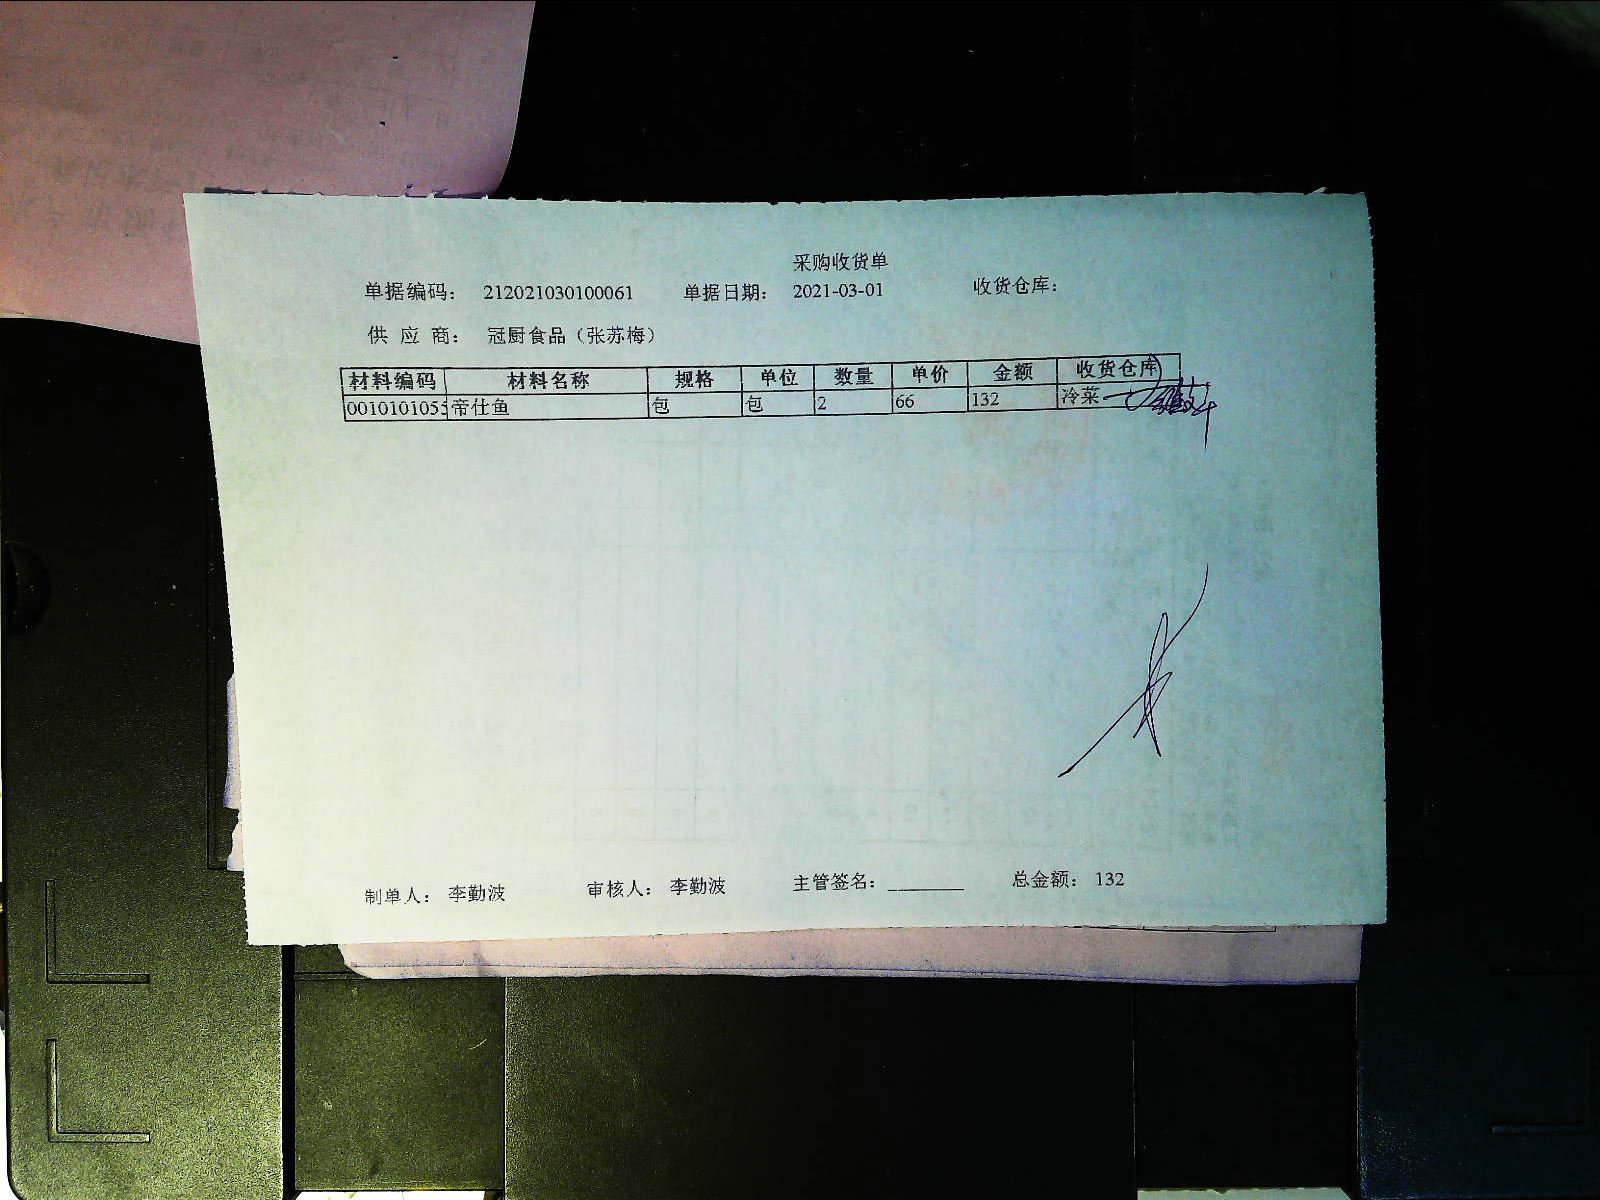 采购收货单
单据编码： 212021030100061 单据日期： 2021-03-01 收货仓库：
供 应 商： 冠厨食品（张苏梅）
材料编码 材料名称 规格 单位 数量 单价 金额 收货仓库
0010101055 帝仕鱼 包 包 2 66 132 冷菜
制单人： 李勤波 审核人： 李勤波 主管签名：________ 总金额： 132